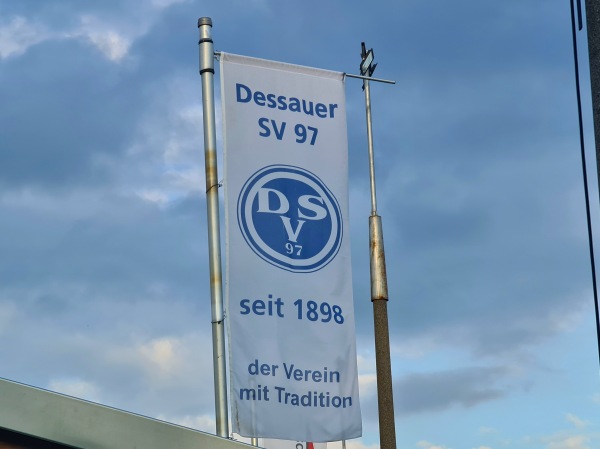 Dessauer
SV 97
DSV
97
seit 1898
der Verein
mit Tradition